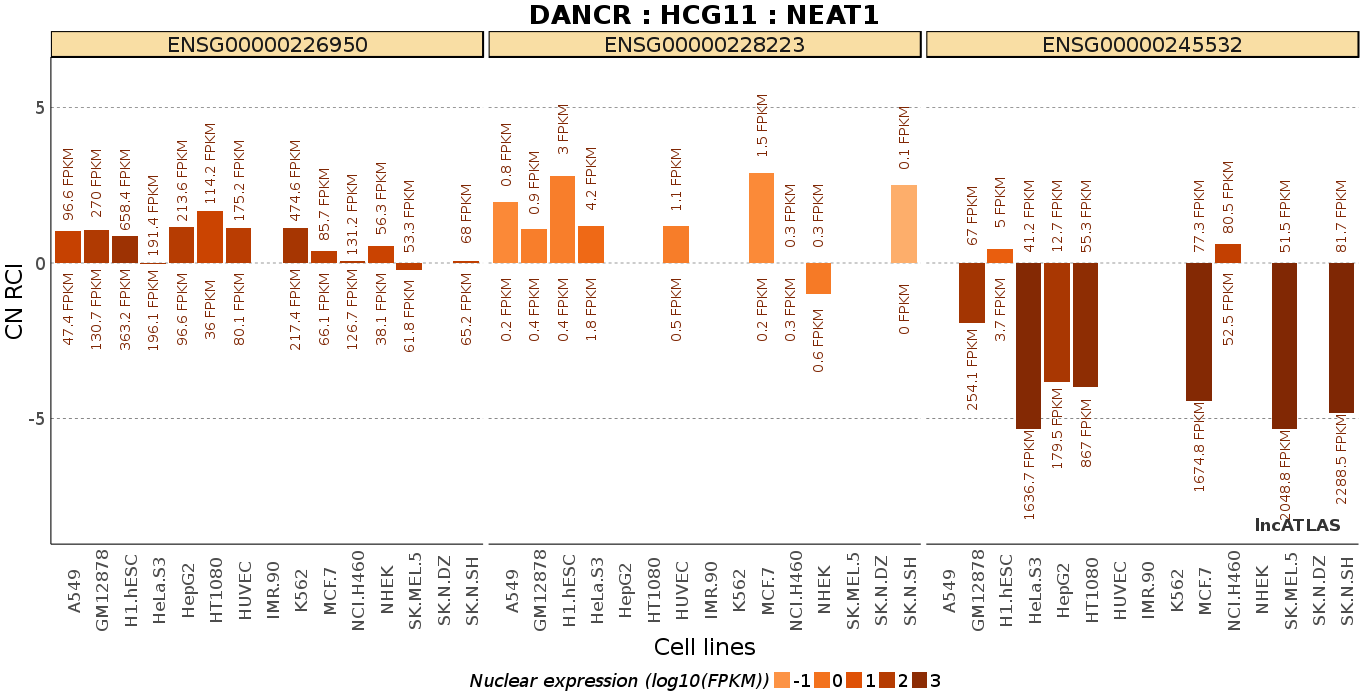 DANCR : HCG11 : NEAT1
ENSG00000226950
ENSG00000228223
ENSG00000245532
CN RCI
5
0
-5
96.6 FPKM
270 FPKM
658.4 FPKM
191.4 FPKM
213.6 FPKM
114.2 FPKM
175.2 FPKM
474.6 FPKM
85.7 FPKM
131.2 FPKM
56.3 FPKM
53.3 FPKM
68 FPKM
47.4 FPKM
130.7 FPKM
363.2 FPKM
196.1 FPKM
96.6 FPKM
36 FPKM
80.1 FPKM
217.4 FPKM
66.1 FPKM
126.7 FPKM
38.1 FPKM
61.8 FPKM
65.2 FPKM
0.8 FPKM
0.9 FPKM
3 FPKM
4.2 FPKM
1.1 FPKM
1.5 FPKM
0.3 FPKM
0.3 FPKM
0.1 FPKM
0.2 FPKM
0.4 FPKM
0.4 FPKM
1.8 FPKM
0.5 FPKM
0.2 FPKM
0.3 FPKM
0.6 FPKM
0 FPKM
67 FPKM
5 FPKM
41.2 FPKM
12.7 FPKM
55.3 FPKM
77.3 FPKM
80.5 FPKM
51.5 FPKM
81.7 FPKM
254.1 FPKM
3.7 FPKM
1636.7 FPKM
179.5 FPKM
867 FPKM
1674.8 FPKM
52.5 FPKM
2048.8 FPKM
2288.5 FPKM
lncATLAS
A549
GM12878
H1.hESC
HeLa.S3
HepG2
HT1080
HUVEC
IMR.90
K562
MCF.7
NCI.H460
NHEK
SK.MEL.5
SK.N.DZ
SK.N.SH
A549
GM12878
H1.hESC
HeLa.S3
HepG2
HT1080
HUVEC
IMR.90
K562
MCF.7
NCI.H460
NHEK
SK.MEL.5
SK.N.DZ
SK.N.SH
A549
GM12878
H1.hESC
HeLa.S3
HepG2
HT1080
HUVEC
IMR.90
K562
MCF.7
NCI.H460
NHEK
SK.MEL.5
SK.N.DZ
SK.N.SH
Cell lines
Nuclear expression (log10(FPKM)) -1 0 1 2 3